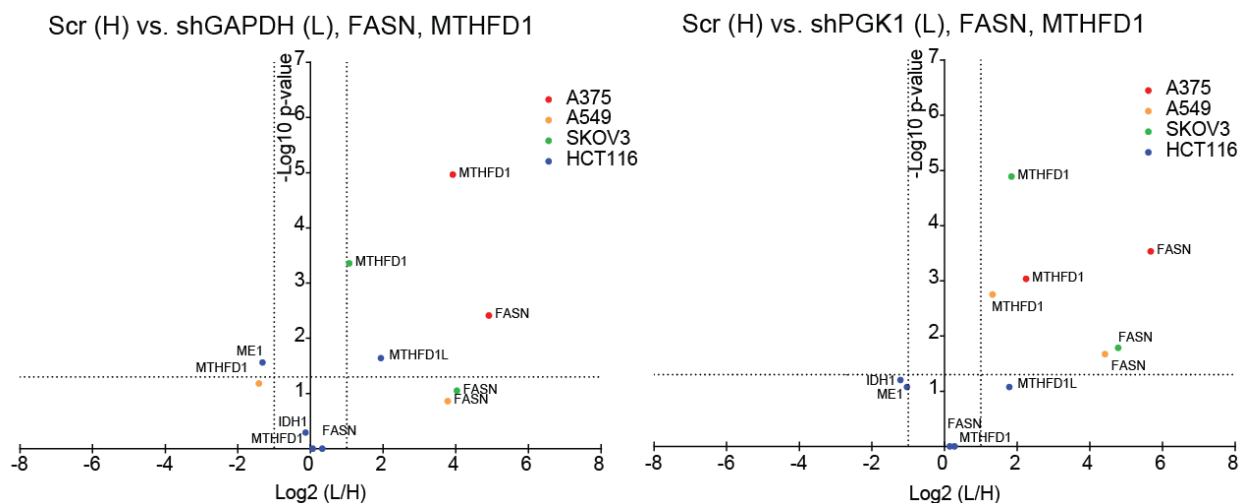 Scr (H) vs. shGAPDH (L), FASN, MTHFD1
-Log10 p-value
7
6
5
4
3
2
1
0
A375
A549
SKOV3
HCT116
MTHFD1
MTHFD1
FASN
ME1
MTHFD1L
MTHFD1
FASN
FASN
IDH1
FASN
MTHFD1
-8 -6 -4 -2 0 2 4 6 8
Log2 (L/H)
Scr (H) vs. shPGK1 (L), FASN, MTHFD1
-Log10 p-value
7
6
5
4
3
2
1
0
A375
A549
SKOV3
HCT116
MTHFD1
FASN
MTHFD1
MTHFD1
FASN
FASN
IDH1
ME1
MTHFD1L
FASN
MTHFD1
-8 -6 -4 -2 2 4 6 8
Log2 (L/H)